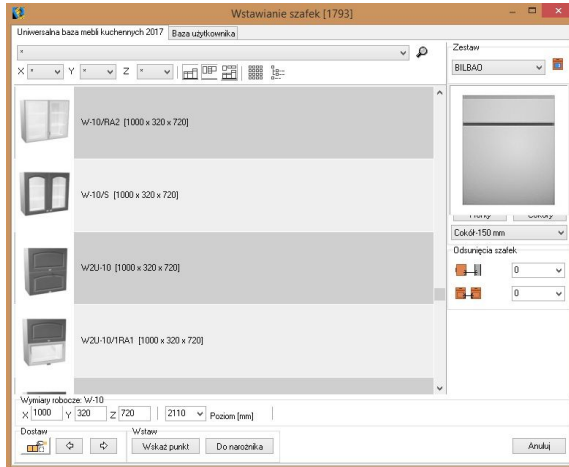 Wstawianie szafek [1793]
Uniwersalna baza mebli kuchennych 2017 Baza użytkownika
*
X * Y * Z *
Zestaw
BILBAO
W-10/RA2 [1000 x 320 x 720]
W-10/S [1000 x 320 x 720]
W2U-10 [1000 x 320 x 720]
W2U-10/1RA1 [1000 x 320 x 720]
Fronty Cokoły
Cokół-150 mm
Odsunięcia szafek
0
0
Wymiary robocze: W-10
X 1000 Y 320 Z 720 2110 Poziom [mm]
Dostaw Wstaw
Wskaż punkt Do narożnika Anuluj